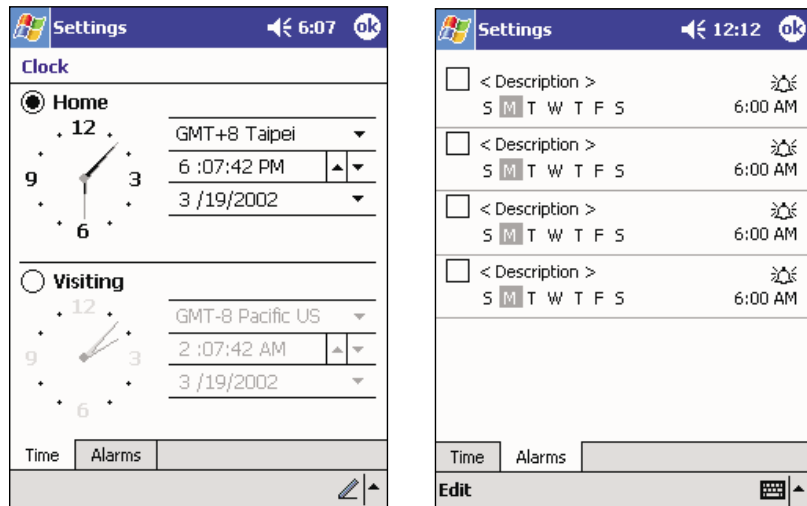 Settings 6:07 ok
Clock
Home
12
9 3
6
GMT+8 Taipei
6 :07:42 PM
3 /19/2002
Visiting
12
9 3
6
GMT-8 Pacific US
2 :07:42 AM
3 /19/2002
Time Alarms
Settings 12:12 ok
< Description >
S M T W T F S 6:00 AM
< Description >
S M T W T F S 6:00 AM
< Description >
S M T W T F S 6:00 AM
< Description >
S M T W T F S 6:00 AM
Time Alarms
Edit